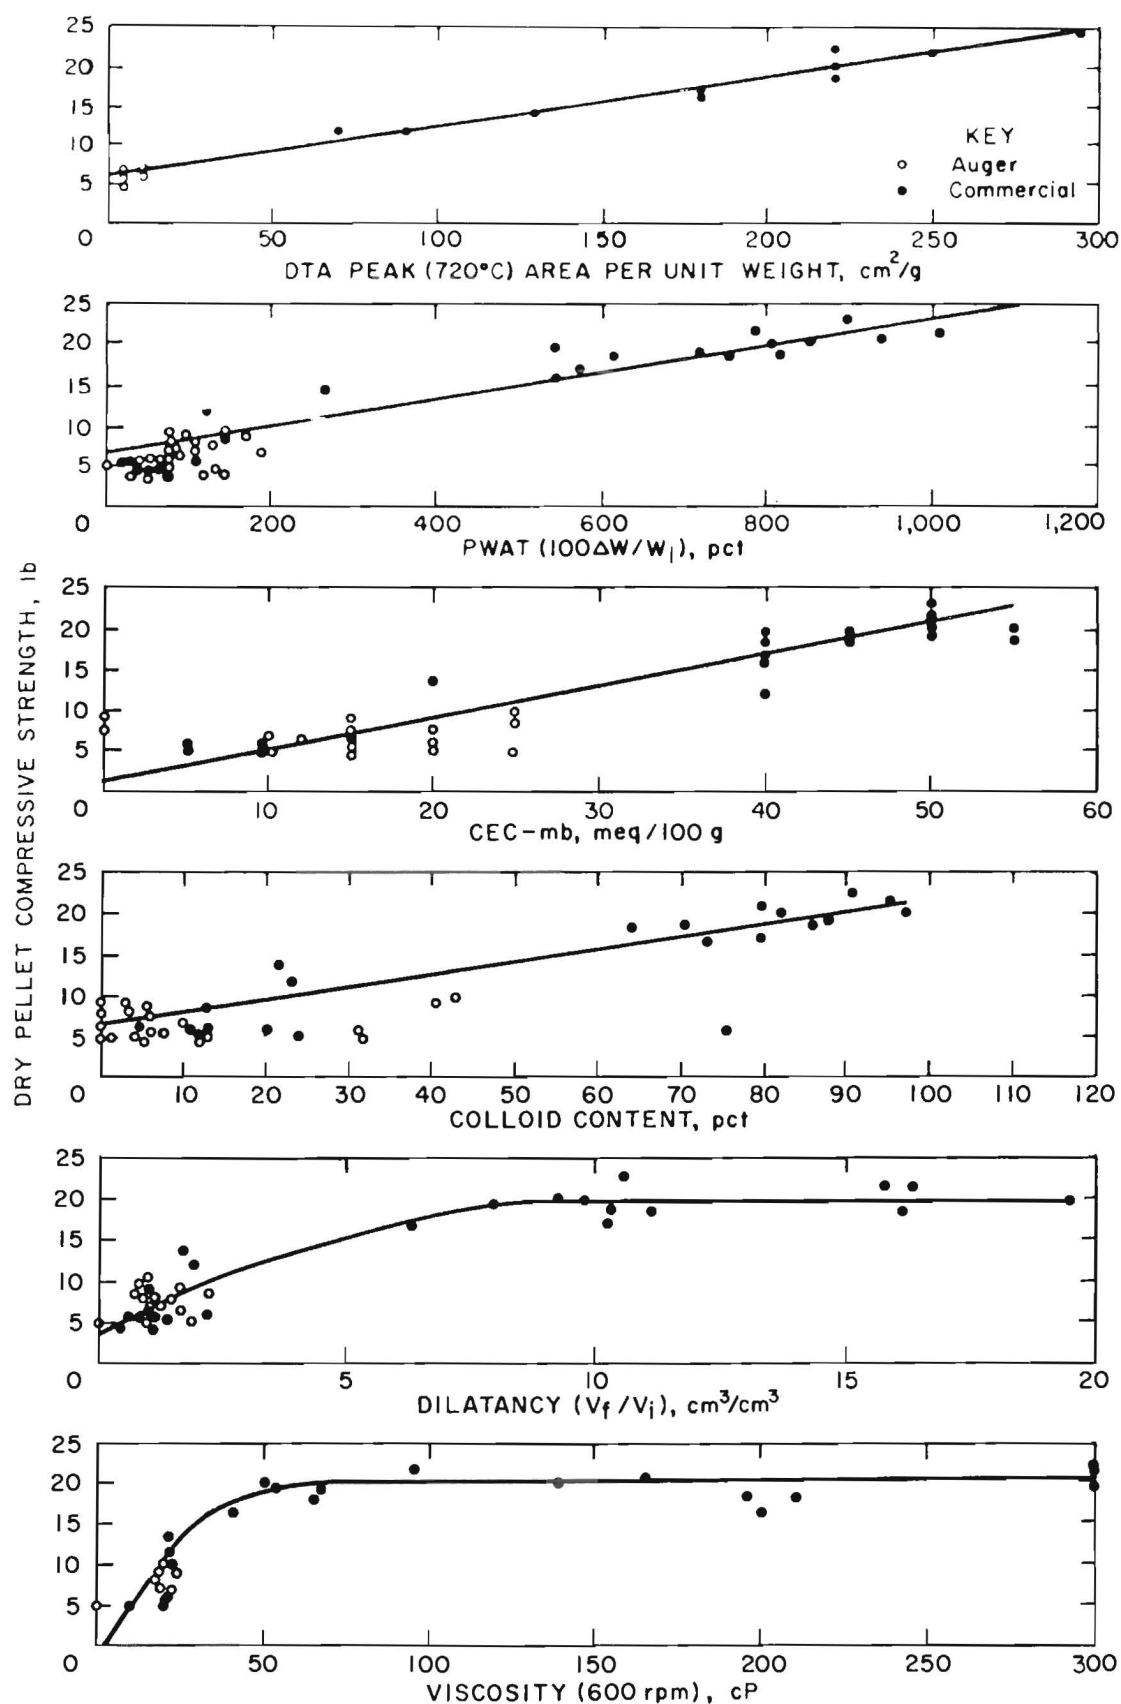 25
20
15
10
5
0 50 100 150 200 250 300
KEY
Auger
Commercial
DTA PEAK (720°C) AREA PER UNIT WEIGHT, cm²/g
25
20
15
10
5
0 200 400 600 800 1,000 1,200
PWAT (100ΔW/Wi), pct
DRY PELLET COMPRESSIVE STRENGTH, lb
25
20
15
10
5
0 10 20 30 40 50 60
CEC-mb, meq/100 g
25
20
15
10
5
0 10 20 30 40 50 60 70 80 90 100 110 120
COLLOID CONTENT, pct
25
20
15
10
5
0 5 10 15 20
DILATANCY (Vf/Vi), cm³/cm³
25
20
15
10
5
0 50 100 150 200 250 300
VISCOSITY (600 rpm), cP